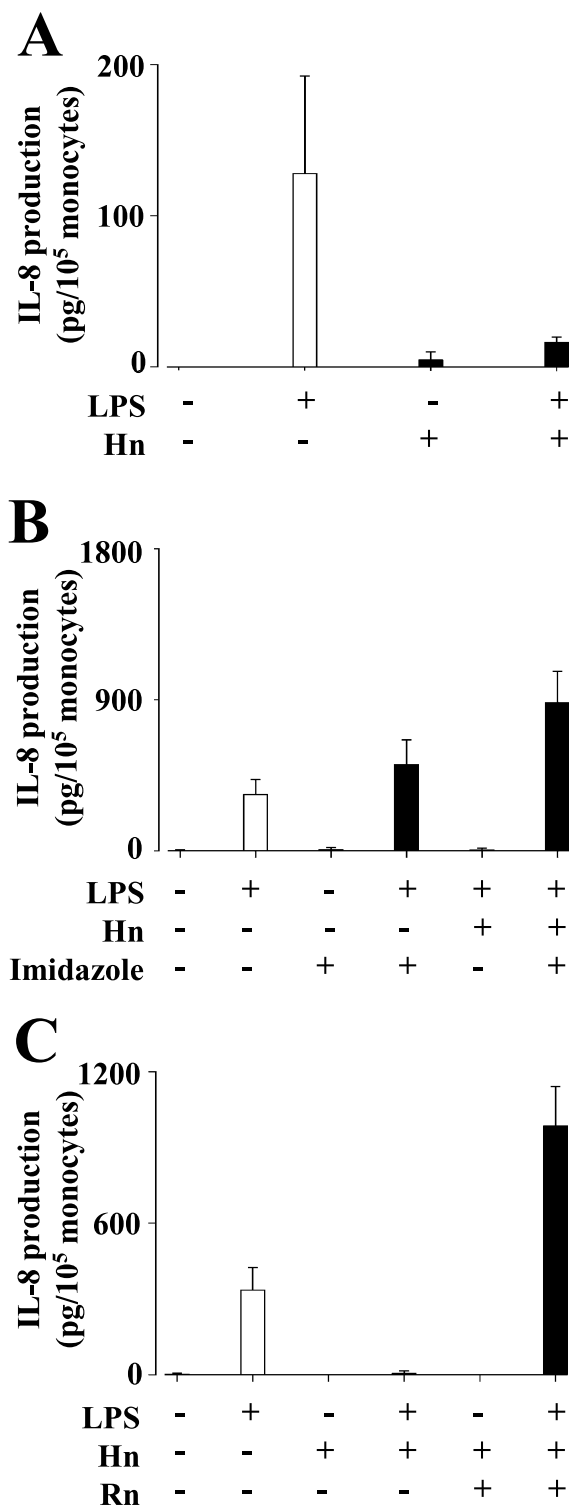 A
200
100
0
IL-8 production
(pg/10⁵ monocytes)
LPS - + - +
Hn - - + +
B
1800
900
0
IL-8 production
(pg/10⁵ monocytes)
LPS - + - + + +
Hn - - - - + +
Imidazole - - + + - +
C
1200
600
0
IL-8 production
(pg/10⁵ monocytes)
LPS - + - + - +
Hn - - + + + +
Rn - - - - + +